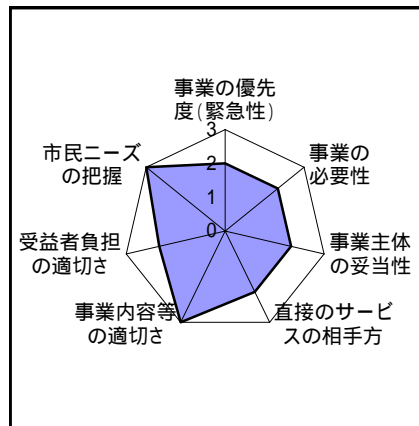 事業の優先
度(緊急性)
事業の
必要性
事業主体
の妥当性
直接のサービ
スの相手方
事業内容等
の適切さ
受益者負担
の適切さ
市民ニーズ
の把握
3
2
1
0